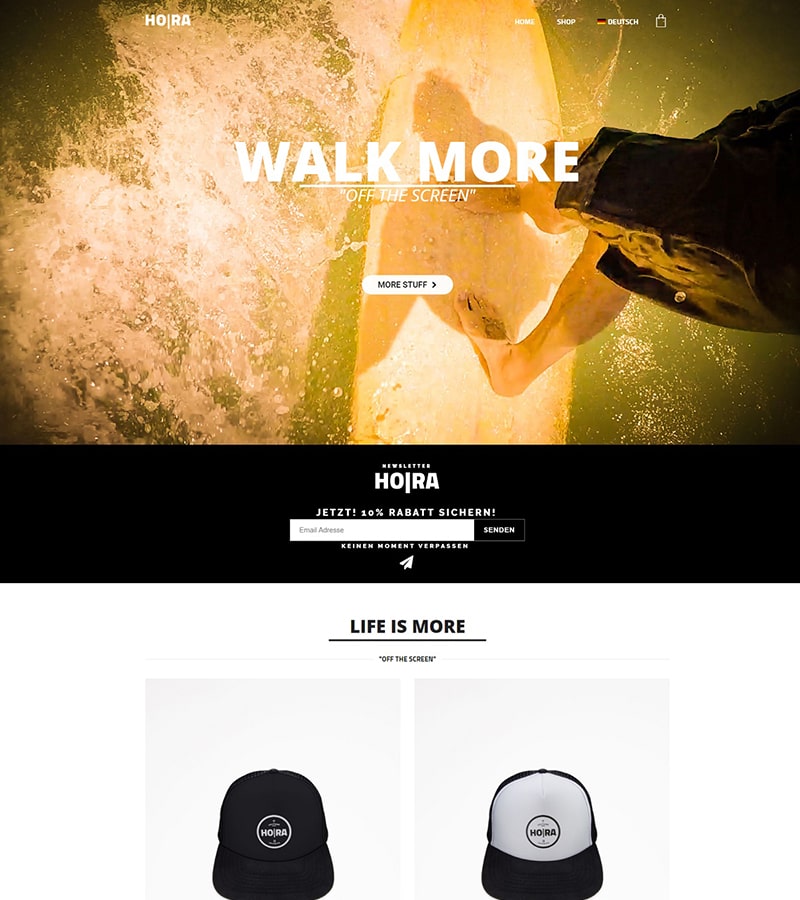 HO|RA
HOME SHOP DEUTSCH
WALK MORE
"OFF THE SCREEN"
MORE STUFF
NEWSLETTER
HO|RA
JETZT! 10% RABATT SICHERN!
Email Adresse SENDEN
KEINEN MOMENT VERPASSEN
LIFE IS MORE
"OFF THE SCREEN"
HO|RA
HO|RA